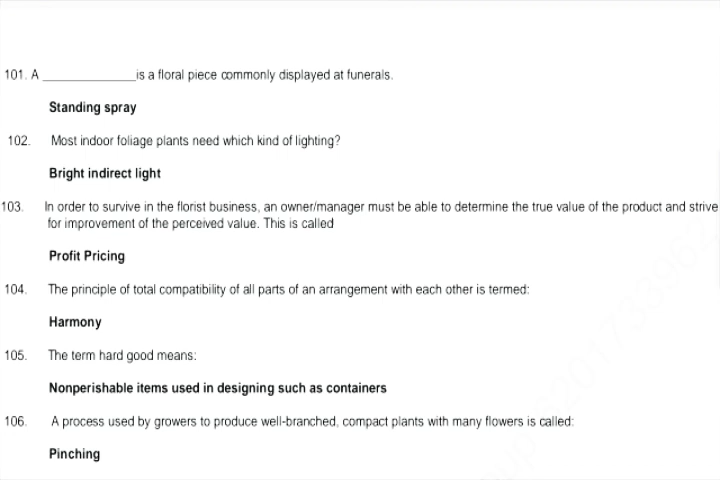 101. A ______________is a floral piece commonly displayed at funerals.
Standing spray
102. Most indoor foliage plants need which kind of lighting?
Bright indirect light
103. In order to survive in the florist business, an owner/manager must be able to determine the true value of the product and strive
for improvement of the perceived value. This is called
Profit Pricing
104. The principle of total compatibility of all parts of an arrangement with each other is termed:
Harmony
105. The term hard good means:
Nonperishable items used in designing such as containers
106. A process used by growers to produce well-branched, compact plants with many flowers is called:
Pinching